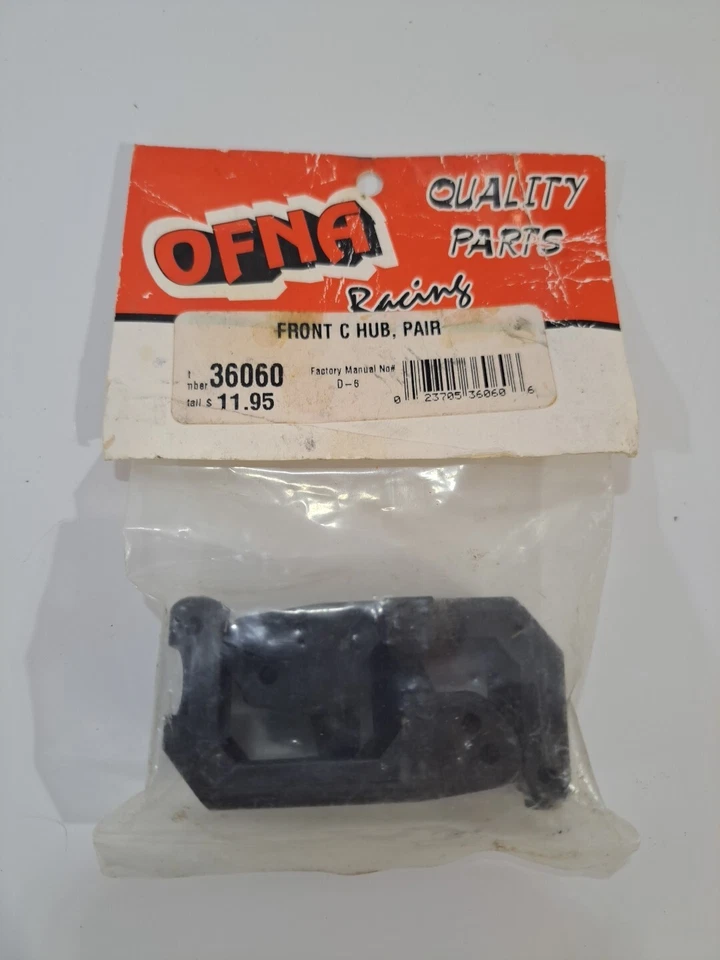 OFNA
Racing
QUALITY
PARTS
FRONT C HUB, PAIR
t
mber 36060
tail $ 11.95
Factory Manual No#
D-6
0 23705 36060 6